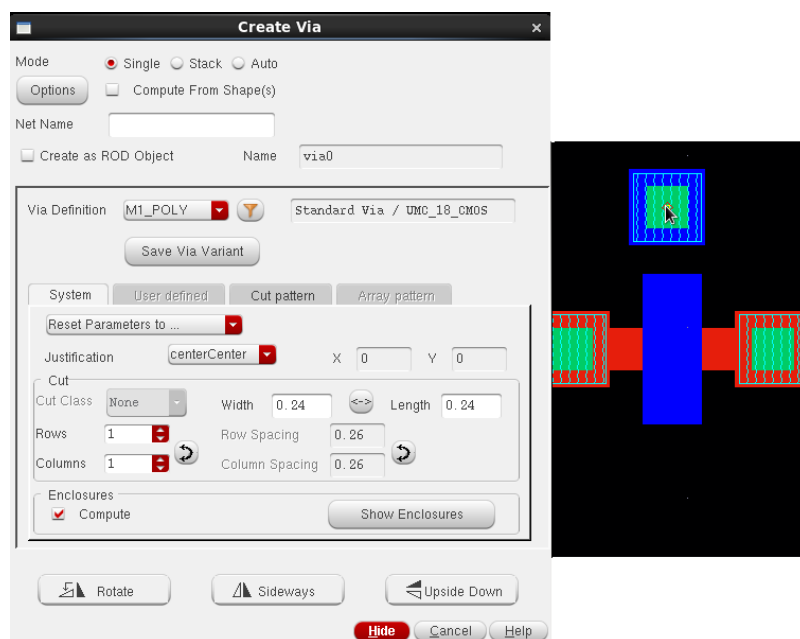 Create Via
Mode Single Stack Auto
Options Compute From Shape(s)
Net Name
Create as ROD Object Name via0
Via Definition M1_POLY Standard Via / UMC_18_CMOS
Save Via Variant
System User defined Cut pattern Array pattern
Reset Parameters to ...
Justification centerCenter X 0 Y 0
Cut
Cut Class None Width 0.24 <-> Length 0.24
Rows 1 Row Spacing 0.26
Columns 1 Column Spacing 0.26
Enclosures
Compute Show Enclosures
Rotate Sideways Upside Down
Hide Cancel Help